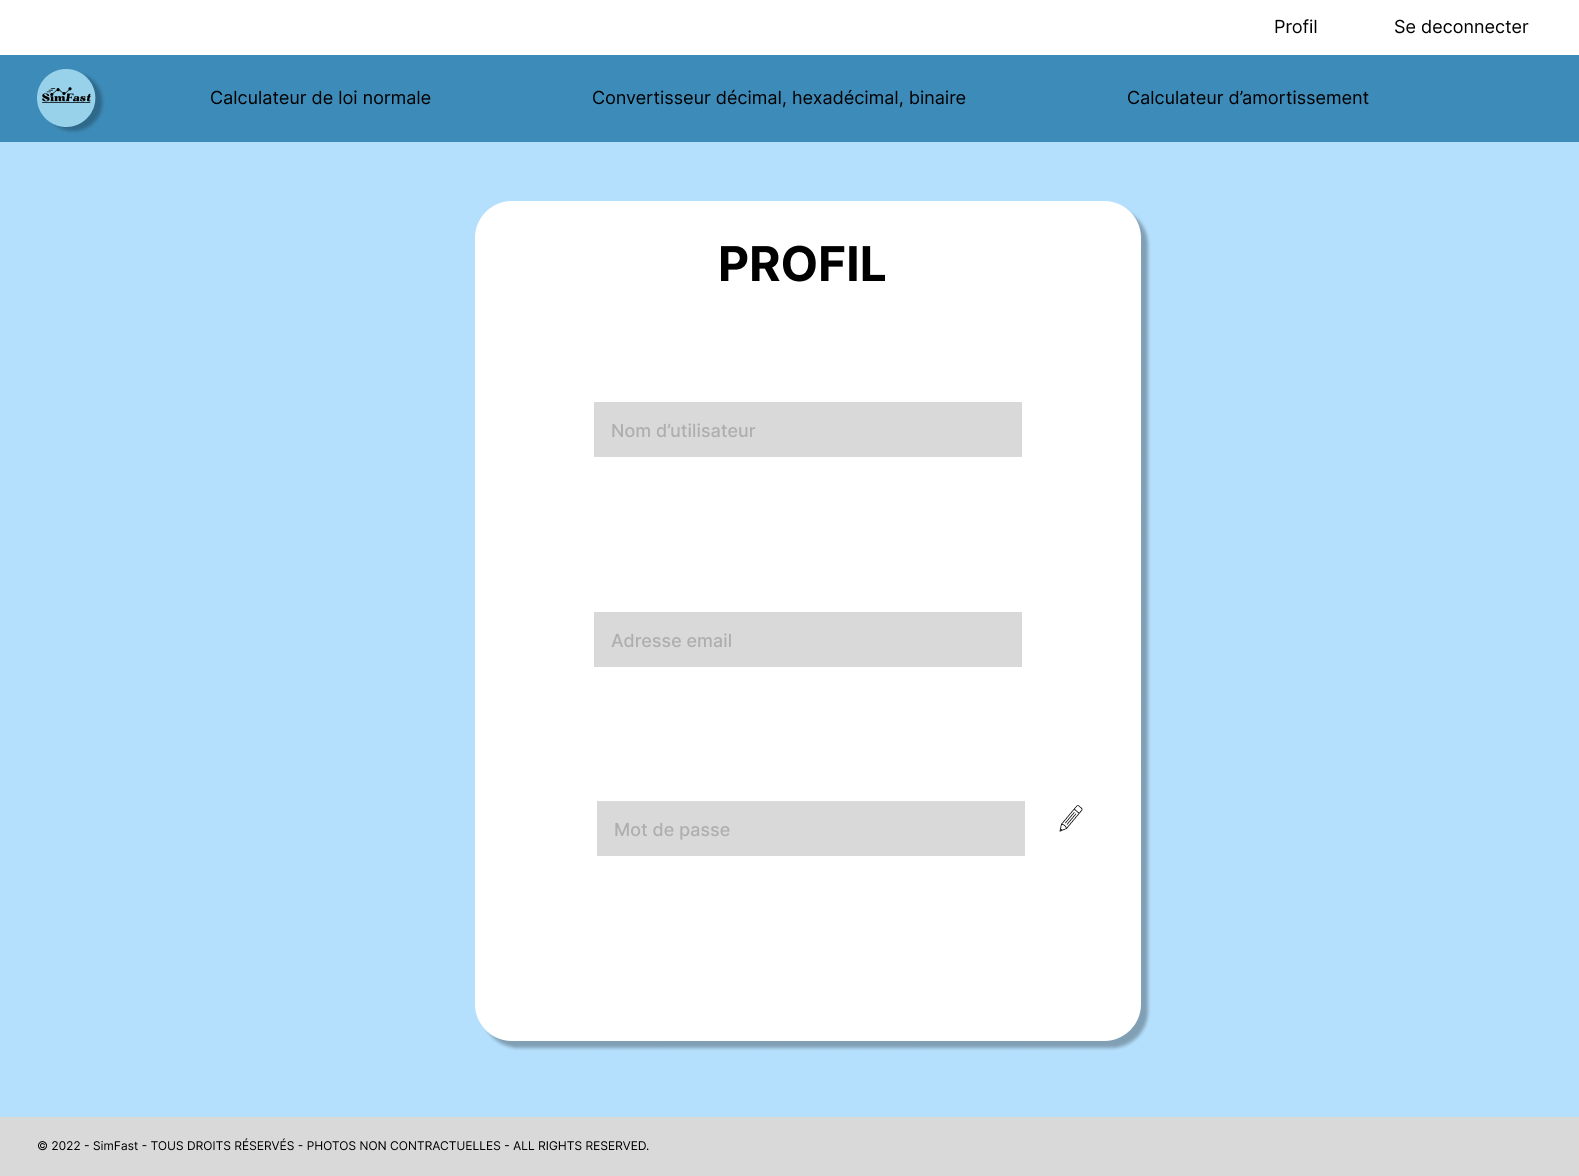 Profil Se deconnecter
SimFast
Calculateur de loi normale Convertisseur décimal, hexadécimal, binaire Calculateur d’amortissement
PROFIL
Nom d’utilisateur
Adresse email
Mot de passe
© 2022 - SimFast - TOUS DROITS RÉSERVÉS - PHOTOS NON CONTRACTUELLES - ALL RIGHTS RESERVED.